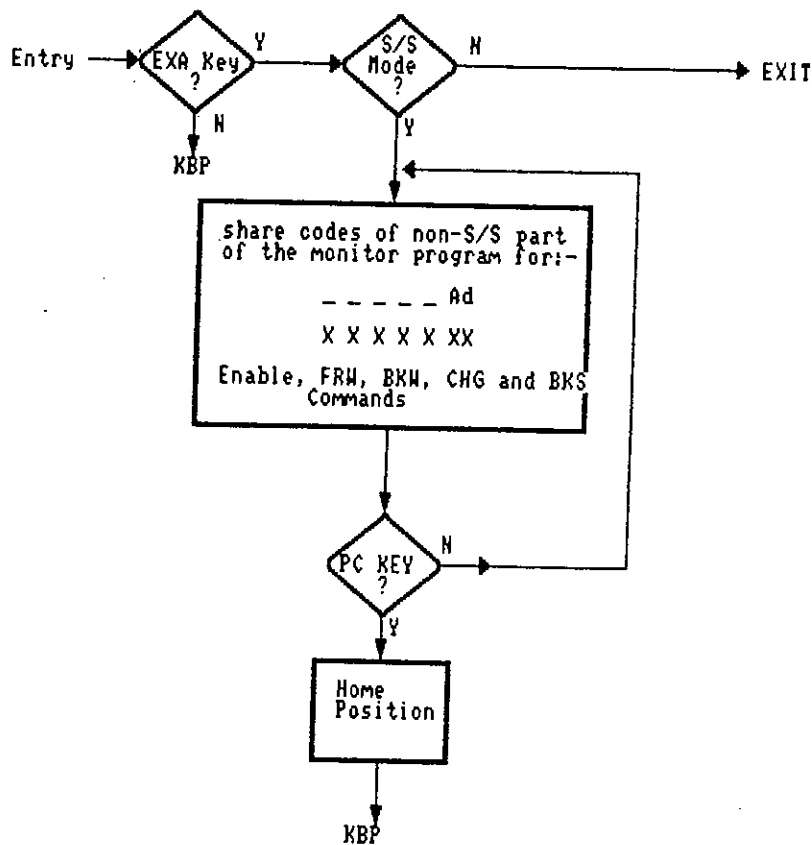 Entry
EXA Key
?
Y
N
KBP
S/S
Mode
?
N
EXIT
Y
share codes of non-S/S part
of the monitor program for:-
_ _ _ _ _ Ad
X X X X X XX
Enable, FRW, BKW, CHG and BKS
Commands
PC KEY
?
N
Y
Home
Position
KBP